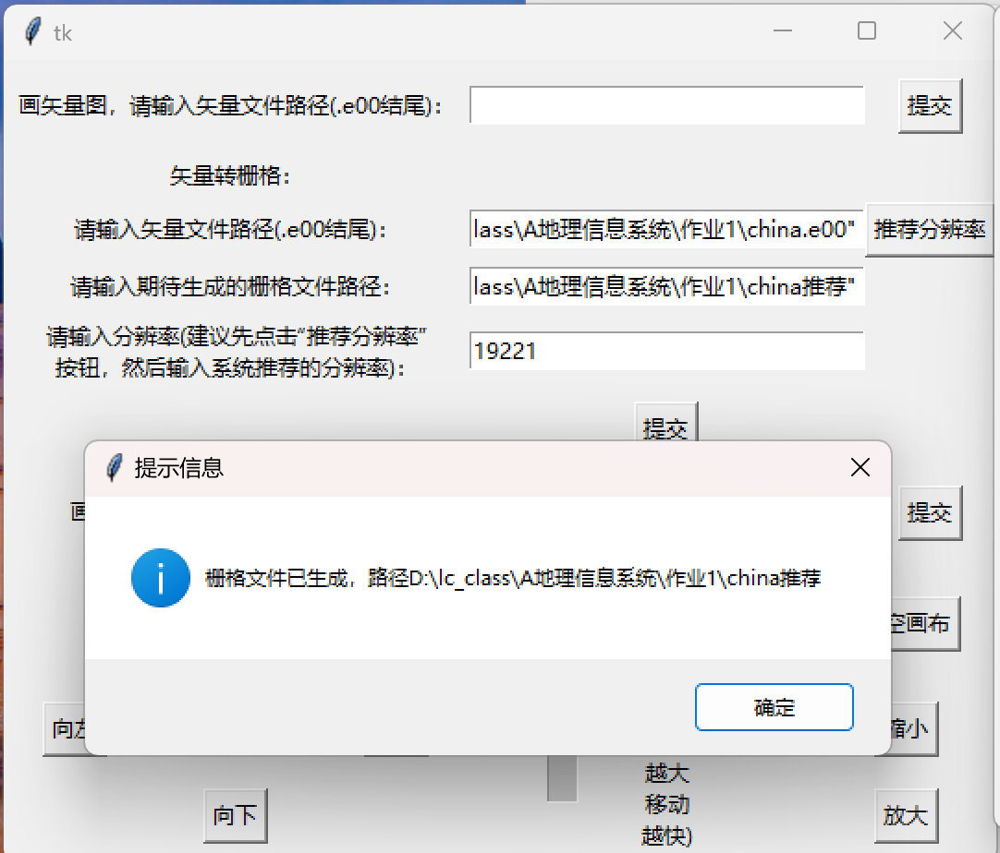 tk
画矢量图，请输入矢量文件路径(.e00结尾)：
提交
矢量转栅格：
请输入矢量文件路径(.e00结尾)：
lass\A地理信息系统\作业1\china.e00"
推荐分辨率
请输入期待生成的栅格文件路径：
lass\A地理信息系统\作业1\china推荐"
请输入分辨率(建议先点击“推荐分辨率”
按钮，然后输入系统推荐的分辨率)：
19221
提交
提示信息
画
提交
栅格文件已生成，路径D:\lc_class\A地理信息系统\作业1\china推荐
空画布
确定
向左
缩小
越大
移动
越快)
向下
放大